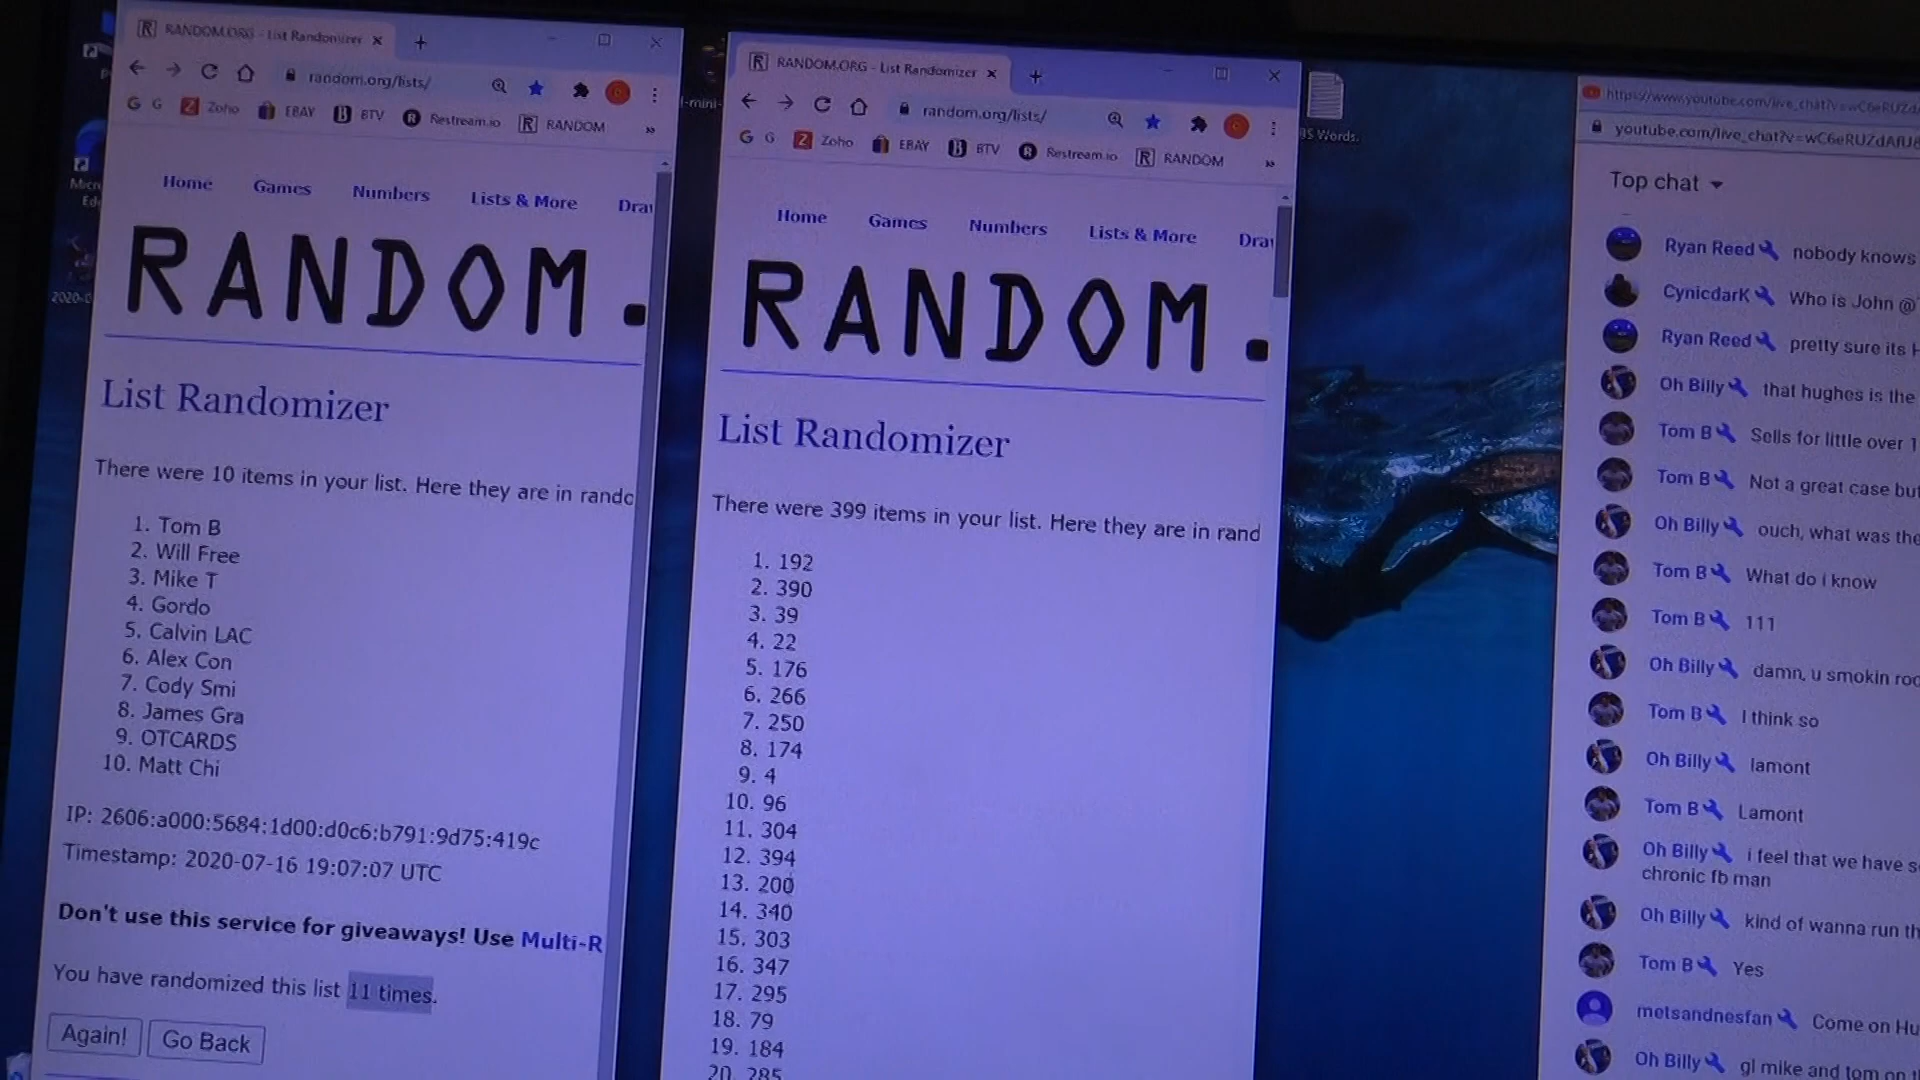 RANDOM.ORG - List Randomizer
random.org/lists/
G
Zoho
EBAY
BTV
Restream.io
RANDOM
»
Home
Games
Numbers
Lists & More
RANDOM.
List Randomizer
There were 10 items in your list. Here they are in rando
1. Tom B
2. Will Free
3. Mike T
4. Gordo
5. Calvin LAC
6. Alex Con
7. Cody Smi
8. James Gra
9. OTCARDS
10. Matt Chi
IP: 2606:a000:5684:1d00:d0c6:b791:9d75:419c
Timestamp: 2020-07-16 19:07:07 UTC
Don't use this service for giveaways! Use Multi-R
You have randomized this list 11 times.
Again! Go Back
RANDOM.ORG - List Randomizer
random.org/lists/
G
Zoho
EBAY
BTV
Restream.io
RANDOM
»
Home
Games
Numbers
Lists & More
RANDOM.
List Randomizer
There were 399 items in your list. Here they are in rand
1. 192
2. 390
3. 39
4. 22
5. 176
6. 266
7. 250
8. 174
9. 4
10. 96
11. 304
12. 394
13. 200
14. 340
15. 303
16. 347
17. 295
18. 79
19. 184
20. 285
Words.
Top chat
Ryan Reed nobody knows
CynicdarK Who is John @
Ryan Reed pretty sure its
Oh Billy that hughes is the
Tom B Sells for little over 1
Tom B Not a great case but
Oh Billy ouch, what was the
Tom B What do i know
Tom B 111
Oh Billy damn, u smokin
Tom B I think so
Oh Billy lamont
Tom B Lamont
Oh Billy i feel that we have
chronic fb man
Oh Billy kind of wanna run
Tom B Yes
metsandnesfan Come on
Oh Billy gl mike and tom on